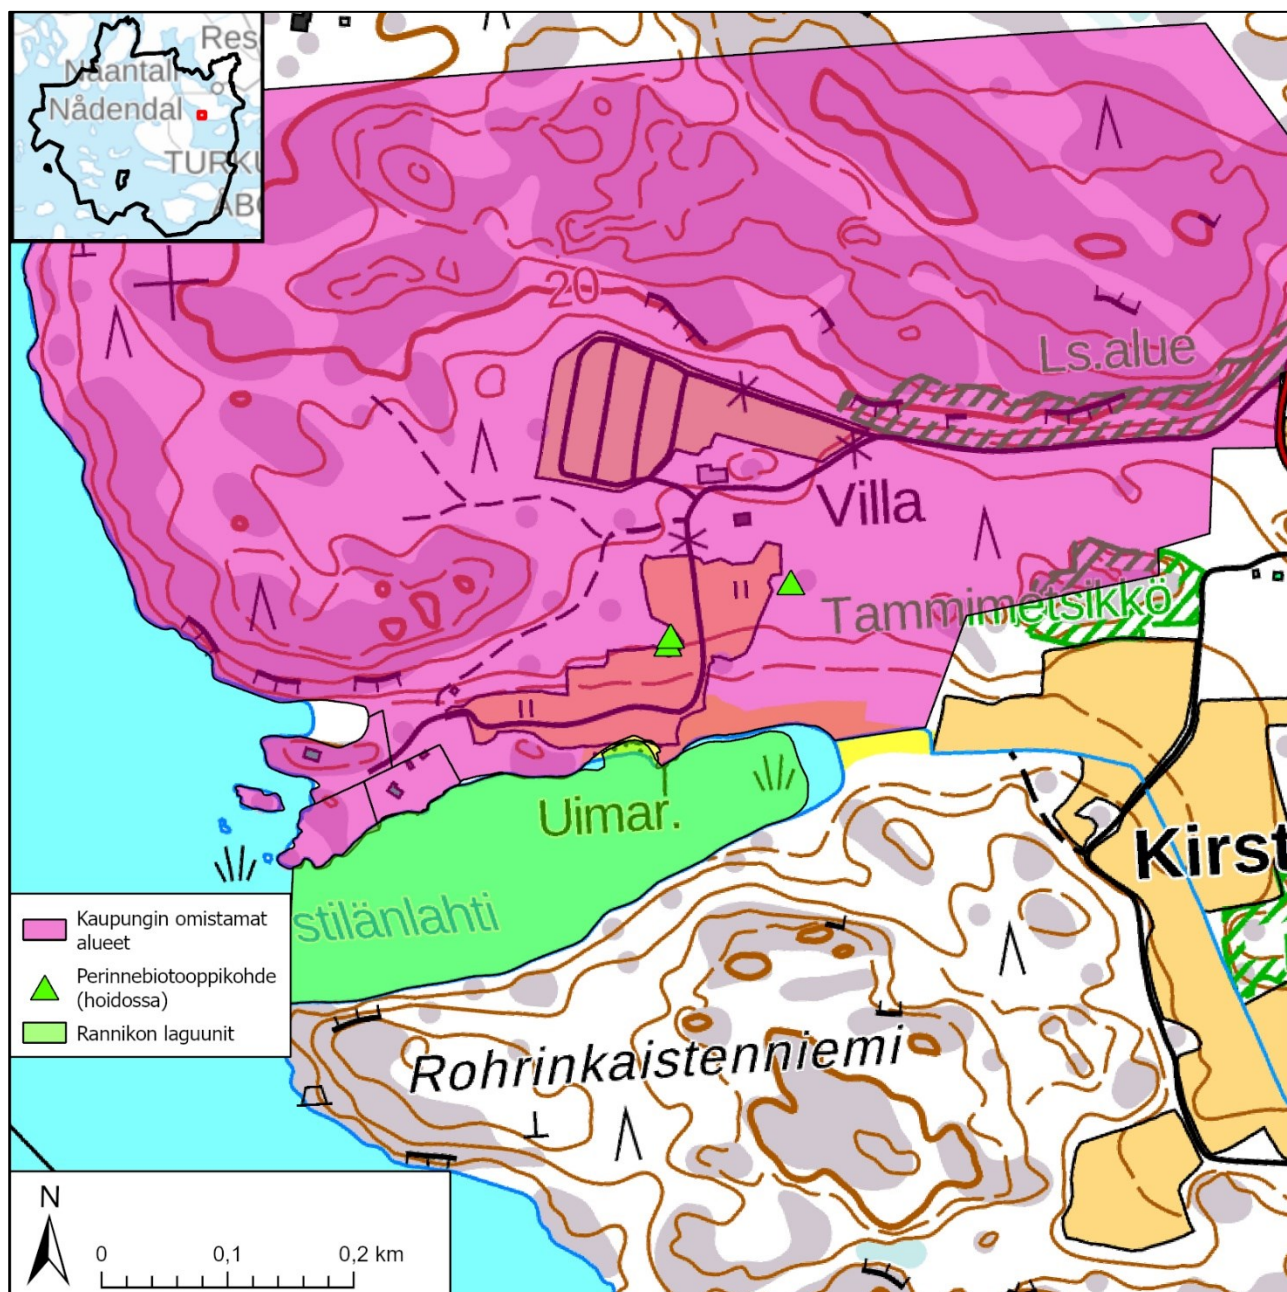 Res
Naantali
Nådendal
TURKU
ÅBO
20
Ls.alue
Villa
Tammimetsikkö
Uimar.
Kirst
stilänlahti
Kaupungin omistamat
alueet
Perinnebiotooppikohde
(hoidossa)
Rannikon laguunit
Rohrinkaistenniemi
N
0
0,1
0,2 km